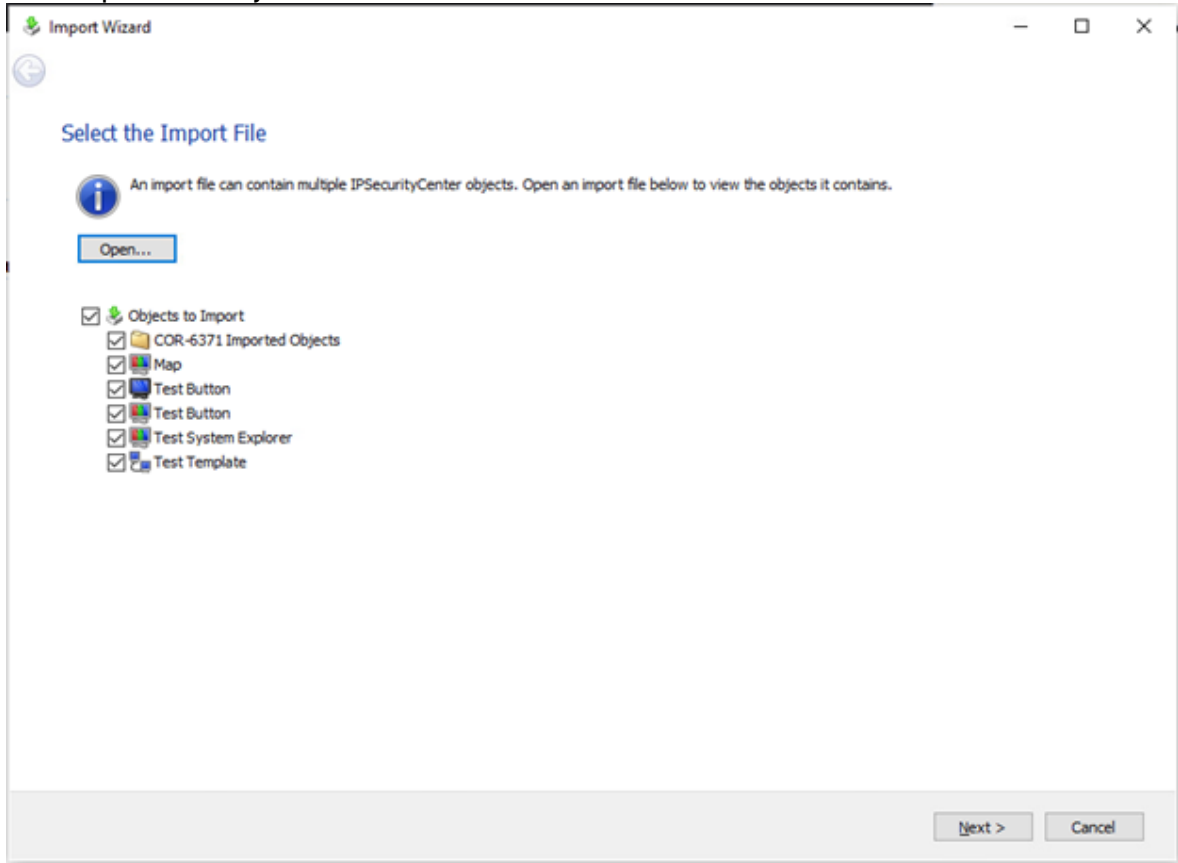 Import Wizard
Select the Import File
An import file can contain multiple IPSecurityCenter objects. Open an import file below to view the objects it contains.
Open...
Objects to Import
COR-6371 Imported Objects
Map
Test Button
Test Button
Test System Explorer
Test Template
Next >
Cancel